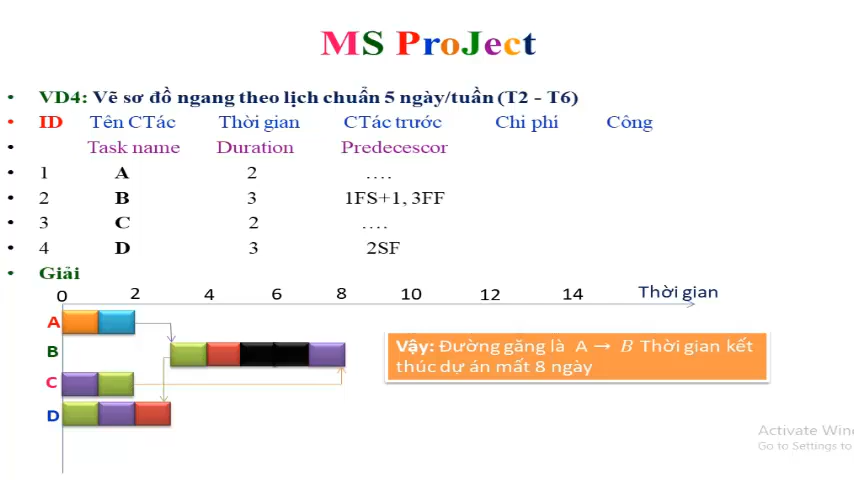 MS ProJect
• VD4: Vẽ sơ đồ ngang theo lịch chuẩn 5 ngày/tuần (T2 - T6)
• ID Tên CTác Thời gian CTác trước Chi phí Công
• Task name Duration Predecescor
• 1 A 2 ....
• 2 B 3 1FS+1, 3FF
• 3 C 2 ....
• 4 D 3 2SF
• Giải
0 2 4 6 8 10 12 14 Thời gian
A
B
C
D
Vậy: Đường găng là A → B Thời gian kết
thúc dự án mất 8 ngày
Activate Win
Go to Settings to